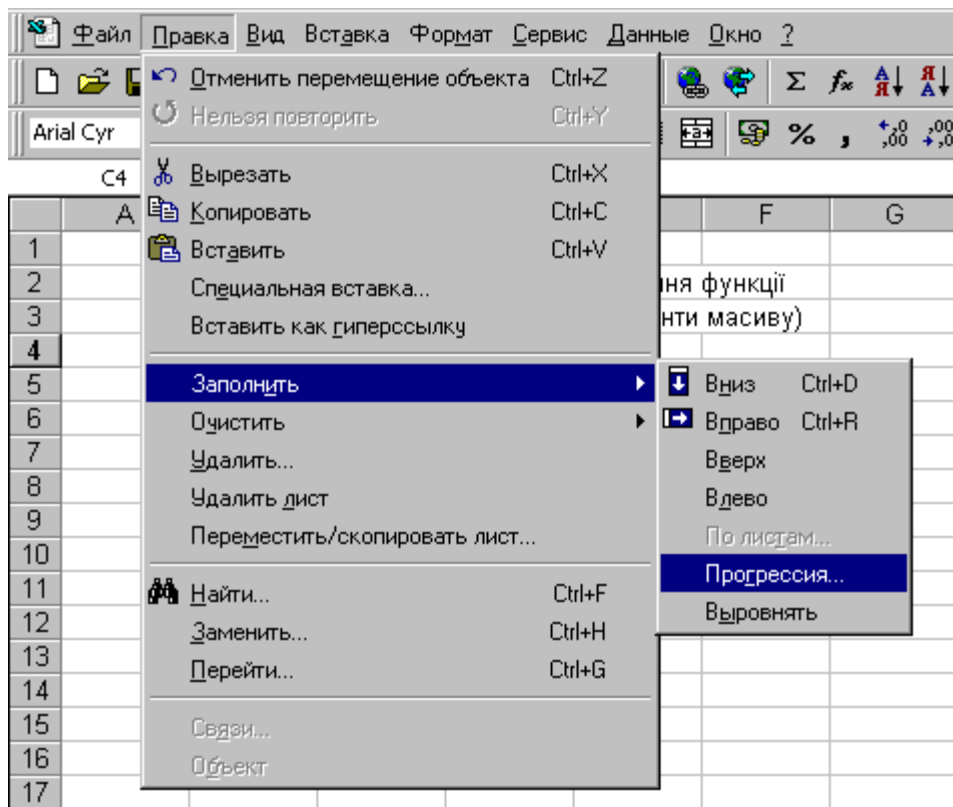 Файл Правка Вид Вставка Формат Сервис Данные Окно ?
Arial Cyr
% , ,00
C4
A F G
1
2
3
4
5
6
7
8
9
10
11
12
13
14
15
16
17
ння функції
нти масиву)
Отменить перемещение объекта Ctrl+Z
Нельзя повторить Ctrl+Y
Вырезать Ctrl+X
Копировать Ctrl+C
Вставить Ctrl+V
Специальная вставка...
Вставить как гиперссылку
Заполнить
Очистить
Удалить...
Удалить лист
Переместить/скопировать лист...
Найти... Ctrl+F
Заменить... Ctrl+H
Перейти... Ctrl+G
Связи...
Объект
Вниз Ctrl+D
Вправо Ctrl+R
Вверх
Влево
По листам...
Прогрессия...
Выровнять